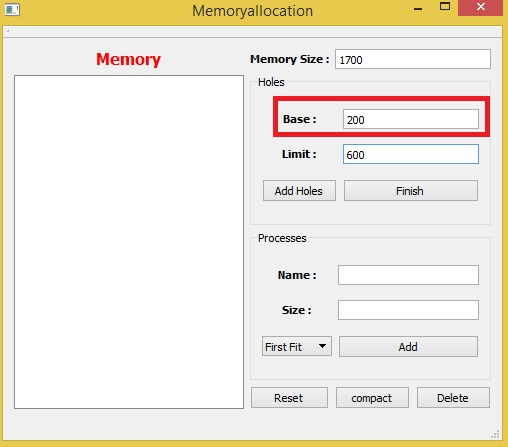 Memoryallocation
Memory
Memory Size : 1700
Holes
Base : 200
Limit : 600
Add Holes Finish
Processes
Name :
Size :
First Fit Add
Reset compact Delete